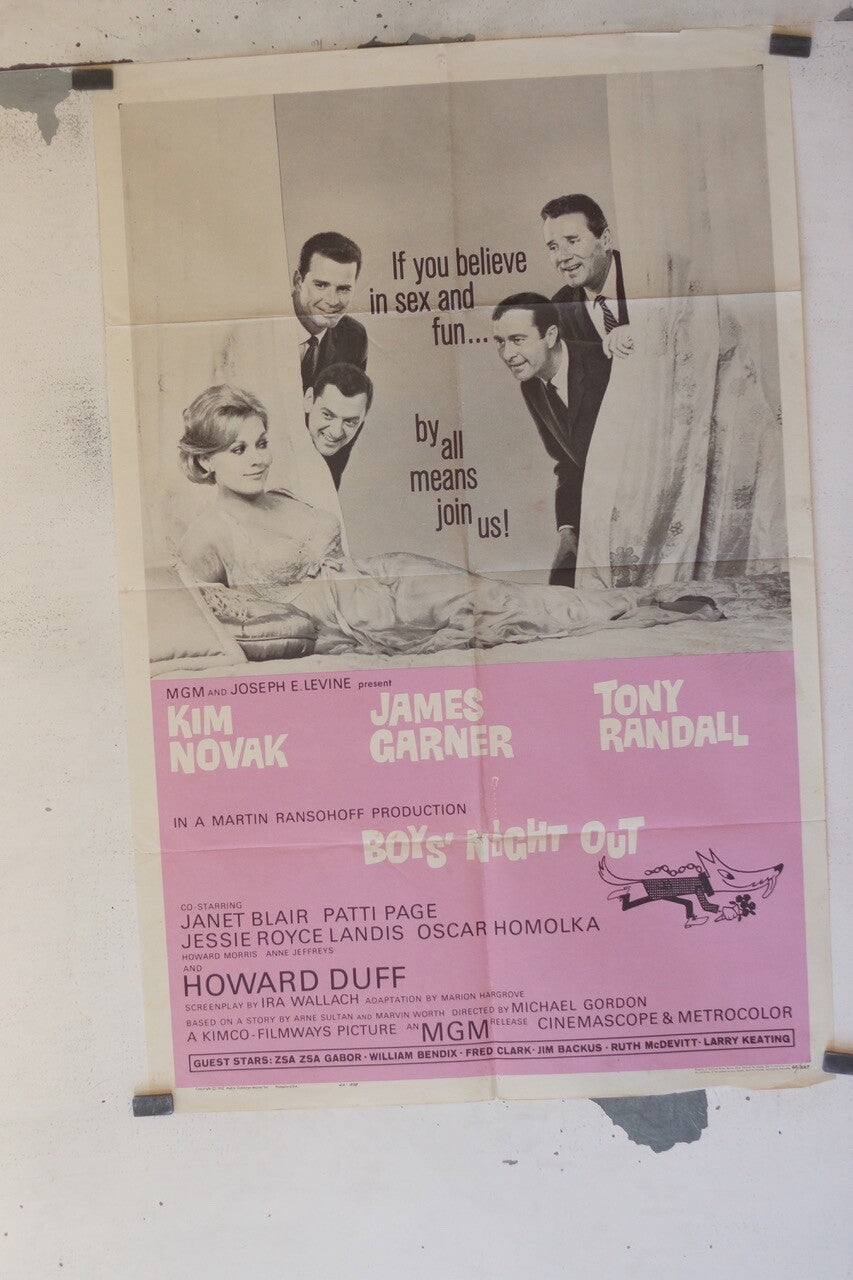 If you believe
in sex and
fun...
by all
means
join us!
MGM AND JOSEPH E. LEVINE present
KIM NOVAK
JAMES GARNER
TONY RANDALL
IN A MARTIN RANSOHOFF PRODUCTION
BOYS' NIGHT OUT
CO-STARRING
JANET BLAIR PATTI PAGE
JESSIE ROYCE LANDIS OSCAR HOMOLKA
HOWARD MORRIS ANNE JEFFREYS
AND
HOWARD DUFF
SCREENPLAY BY IRA WALLACH ADAPTATION BY MARION HARGROVE
BASED ON A STORY BY ARNE SULTAN AND MARVIN WORTH DIRECTED BY MICHAEL GORDON
A KIMCO-FILMWAYS PICTURE AN MGM RELEASE CINEMASCOPE & METROCOLOR
GUEST STARS: ZSA ZSA GABOR · WILLIAM BENDIX · FRED CLARK · JIM BACKUS · RUTH McDEVITT · LARRY KEATING